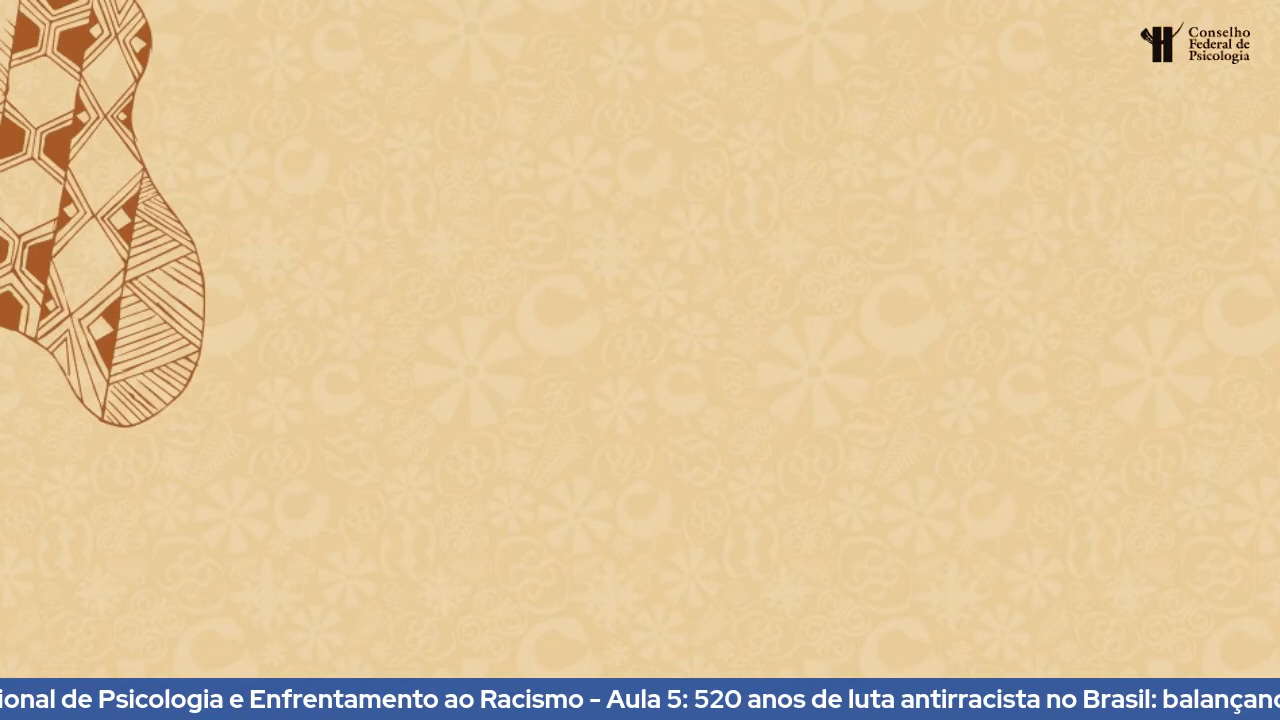 Conselho
Federal de
Psicologia
ional de Psicologia e Enfrentamento ao Racismo - Aula 5: 520 anos de luta antirracista no Brasil: balançand